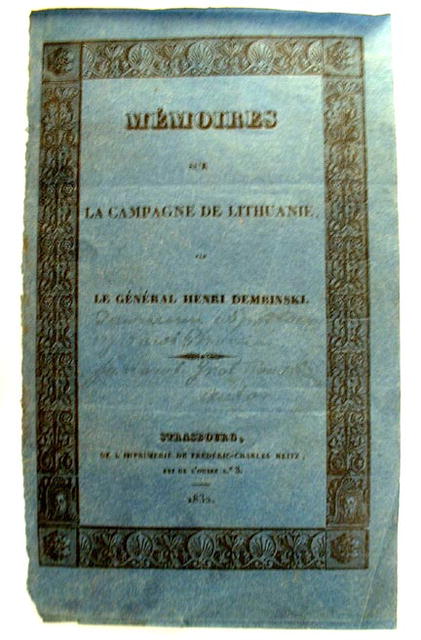 MÉMOIRES
SUR
LA CAMPAGNE DE LITHUANIE,
PAR
LE GÉNÉRAL HENRI DEMBINSKI.
STRASBOURG,
DE L'IMPRIMERIE DE FRÉDÉRIC-CHARLES HEITZ,
RUE DE L'OUTRE N.º 3.
1832.